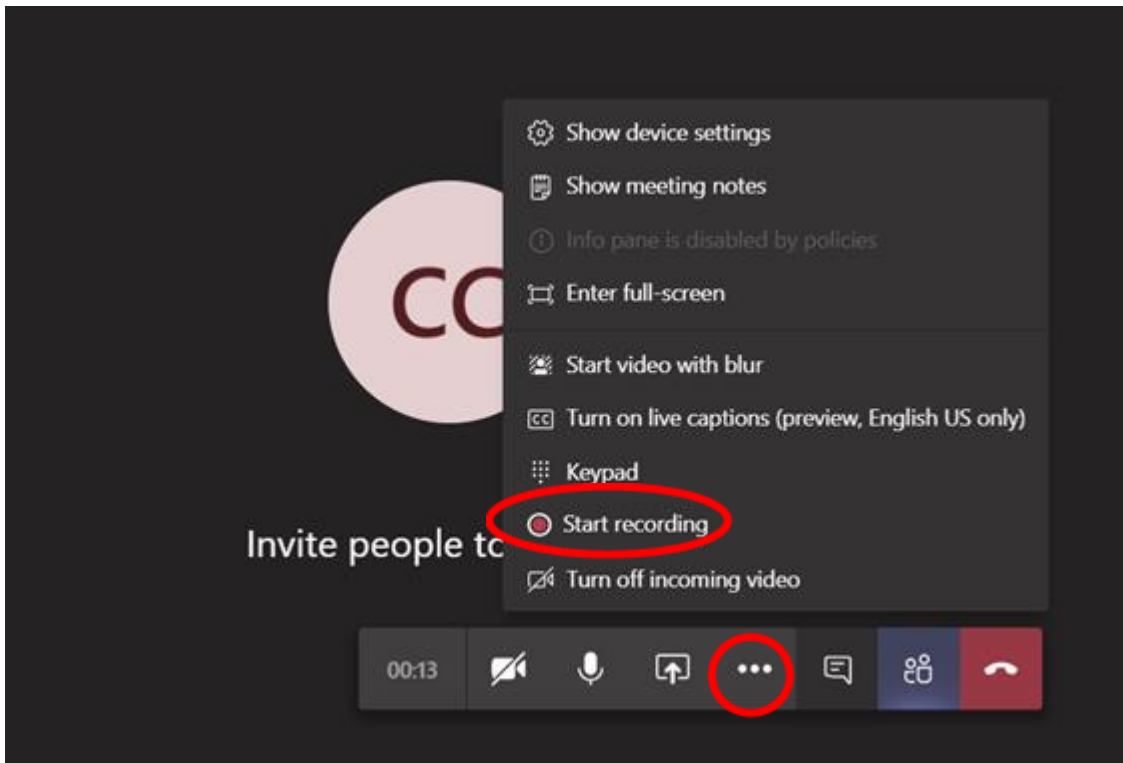 Show device settings
Show meeting notes
Info pane is disabled by policies
Enter full-screen
Start video with blur
CC Turn on live captions (preview, English US only)
Keypad
Start recording
Turn off incoming video
CC
Invite people to
00:13